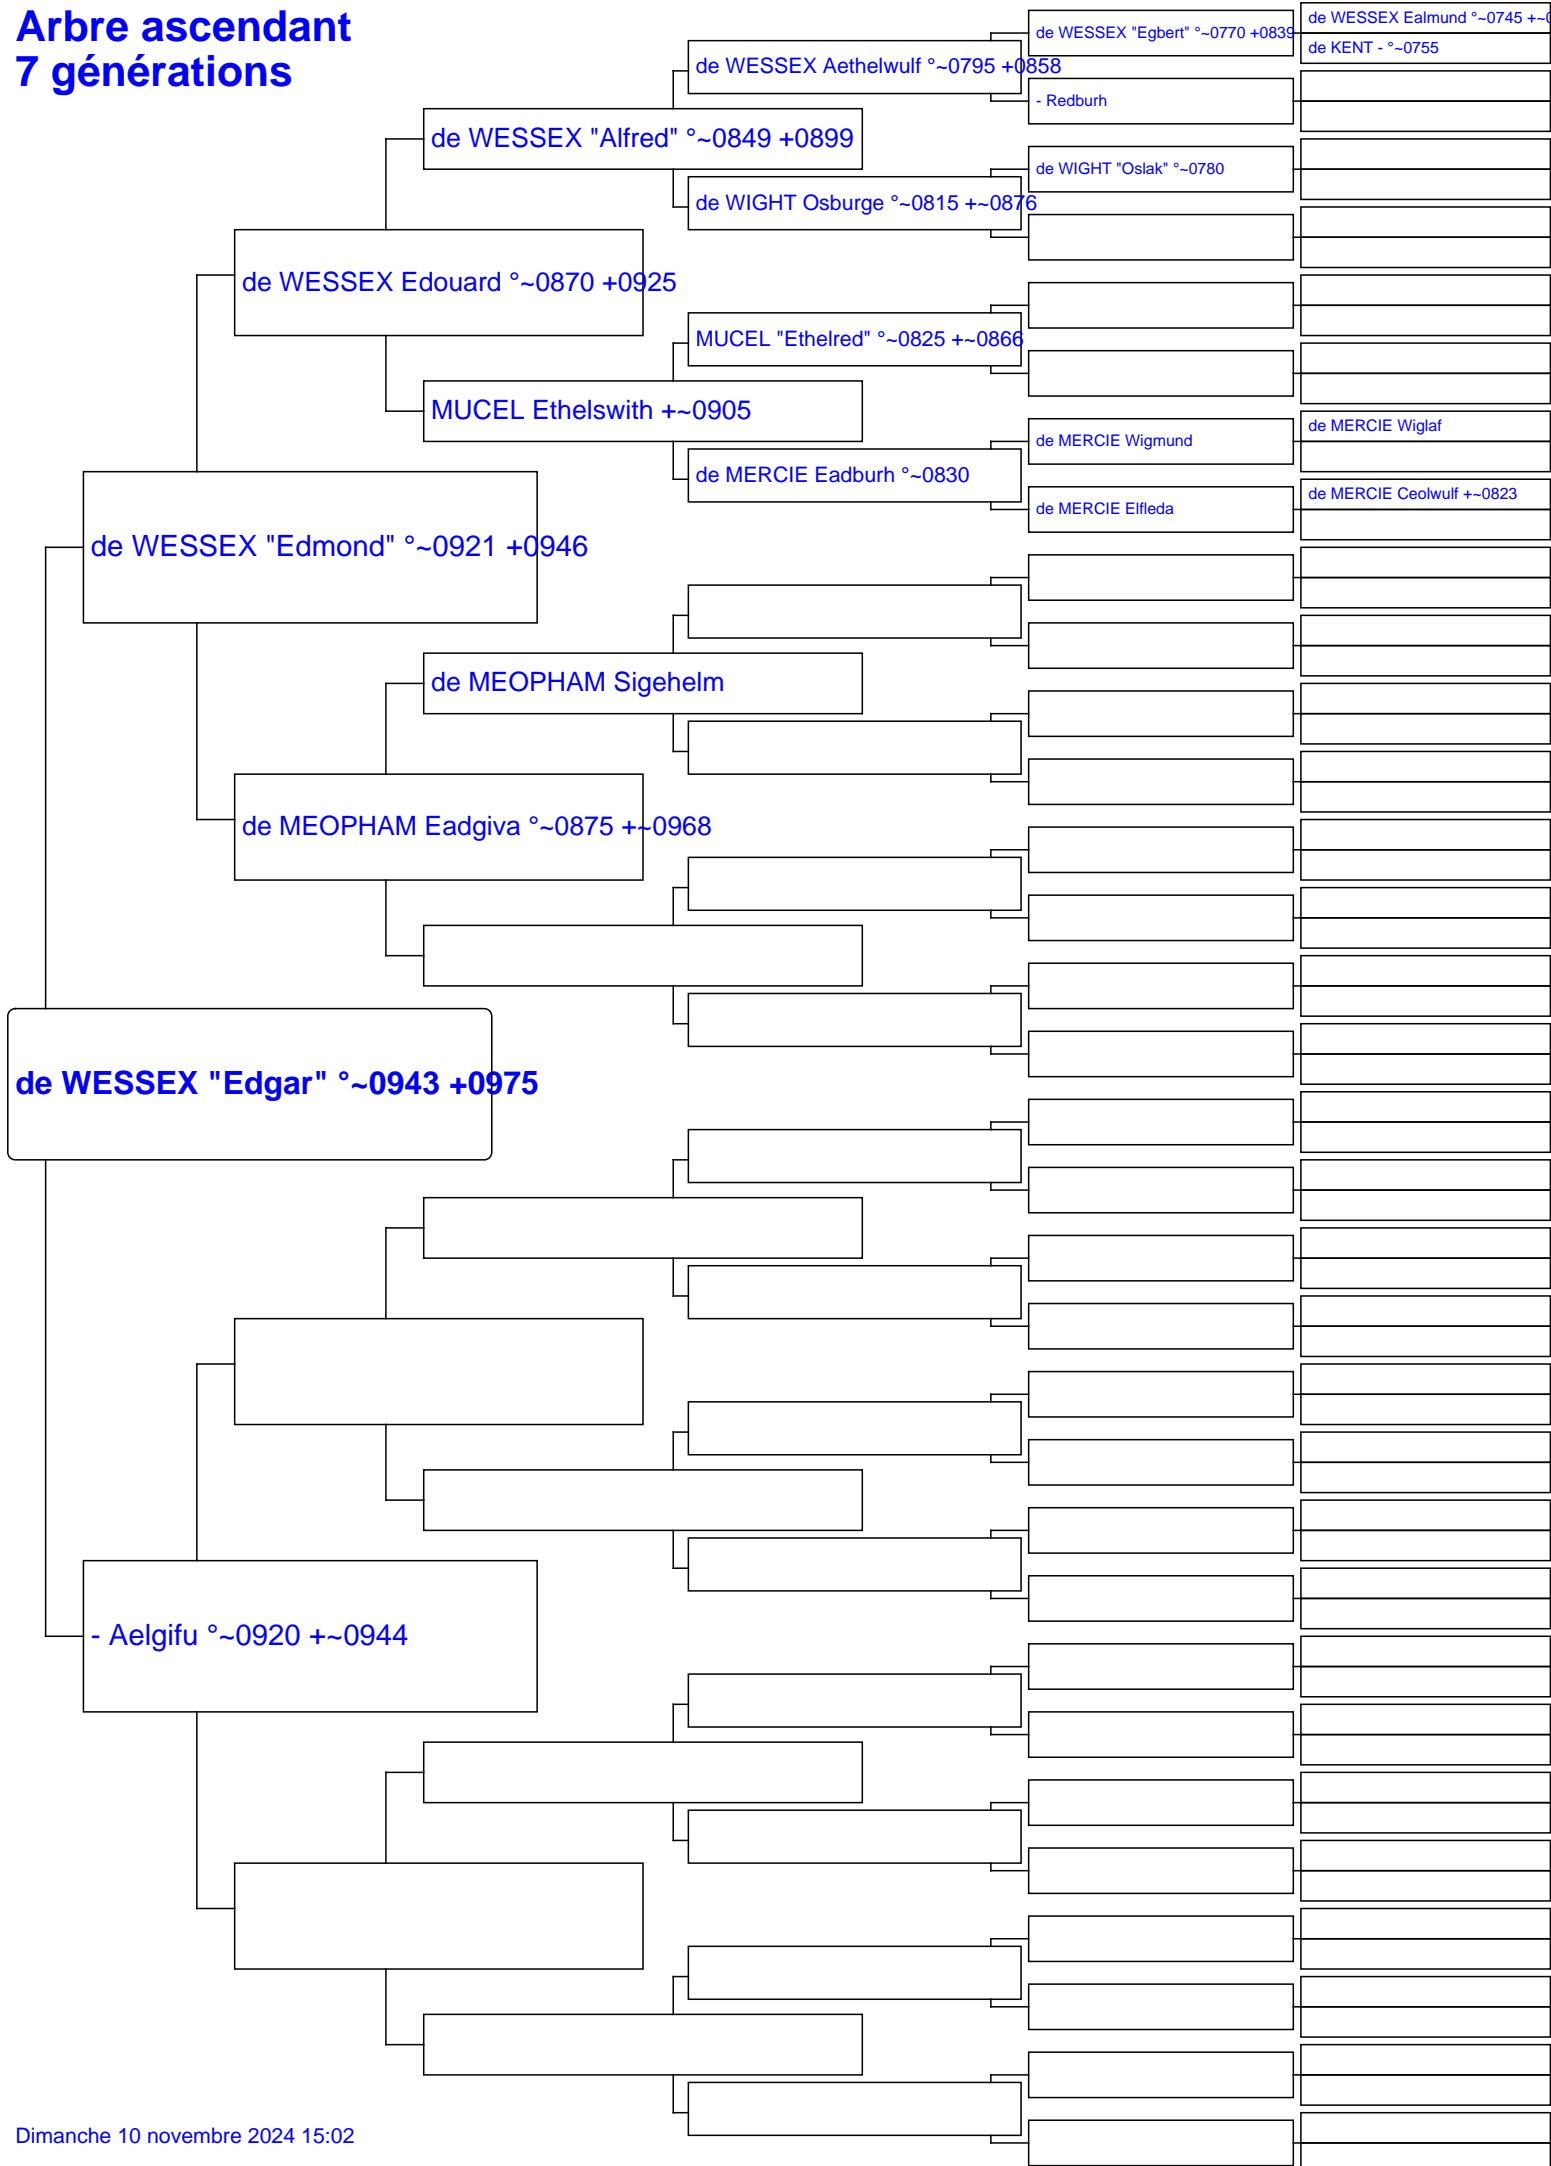 Arbre ascendant
7 générations
de WESSEX Ealmund °~0745 +~0
de WESSEX "Egbert" °~0770 +0839
de KENT - °~0755
de WESSEX Aethelwulf °~0795 +0858
- Redburh
de WESSEX "Alfred" °~0849 +0899
de WIGHT "Oslak" °~0780
de WIGHT Osburge °~0815 +~0876
de WESSEX Edouard °~0870 +0925
MUCEL "Ethelred" °~0825 +~0866
MUCEL Ethelswith +~0905
de MERCIE Wiglaf
de MERCIE Wigmund
de MERCIE Eadburh °~0830
de MERCIE Ceolwulf +~0823
de MERCIE Elfleda
de WESSEX "Edmond" °~0921 +0946
de MEOPHAM Sigehelm
de MEOPHAM Eadgiva °~0875 +~0968
de WESSEX "Edgar" °~0943 +0975
- Aelgifu °~0920 +~0944
Dimanche 10 novembre 2024 15:02